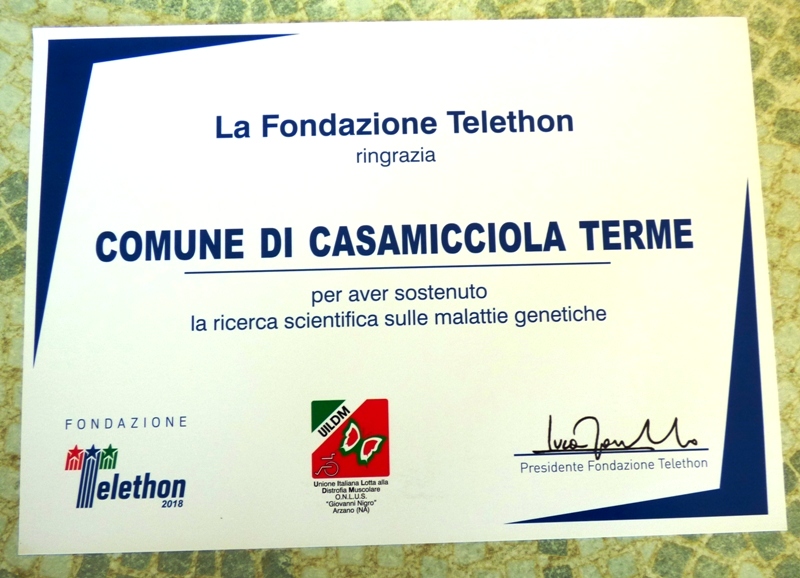 La Fondazione Telethon
ringrazia
COMUNE DI CASAMICCIOLA TERME
per aver sostenuto
la ricerca scientifica sulle malattie genetiche
FONDAZIONE
Telethon
2018
UILDM
Unione Italiana Lotta alla
Distrofia Muscolare
O.N.L.U.S.
"Giovanni Nigro"
Arzano (NA)
Presidente Fondazione Telethon